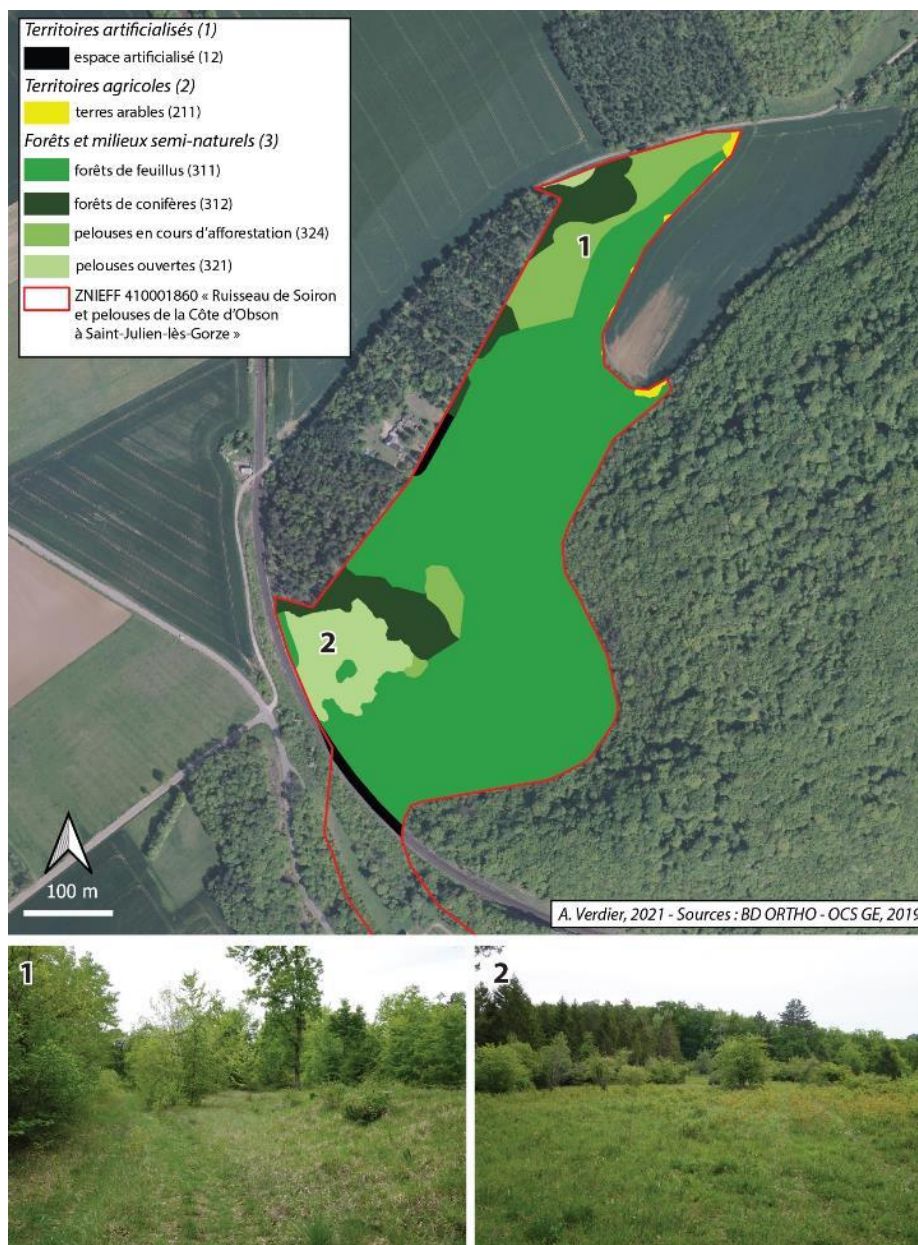 Territoires artificialisés (1)
espace artificialisé (12)
Territoires agricoles (2)
terres arables (211)
Forêts et milieux semi-naturels (3)
forêts de feuillus (311)
forêts de conifères (312)
pelouses en cours d'afforestation (324)
pelouses ouvertes (321)
ZNIEFF 410001860 « Ruisseau de Soiron
et pelouses de la Côte d'Obson
à Saint-Julien-lès-Gorze »
1
2
100 m
A. Verdier, 2021 - Sources : BD ORTHO - OCS GE, 2019
1
2